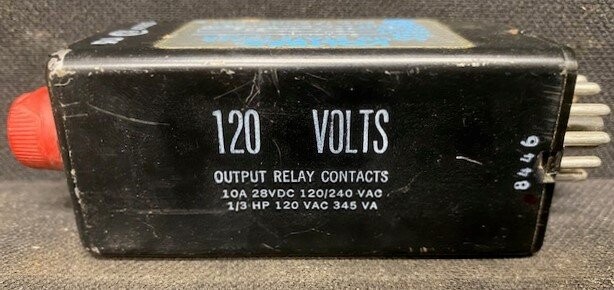 120 VOLTS
OUTPUT RELAY CONTACTS
10A 28VDC 120/240 VAC
1/3 HP 120 VAC 345 VA
8446